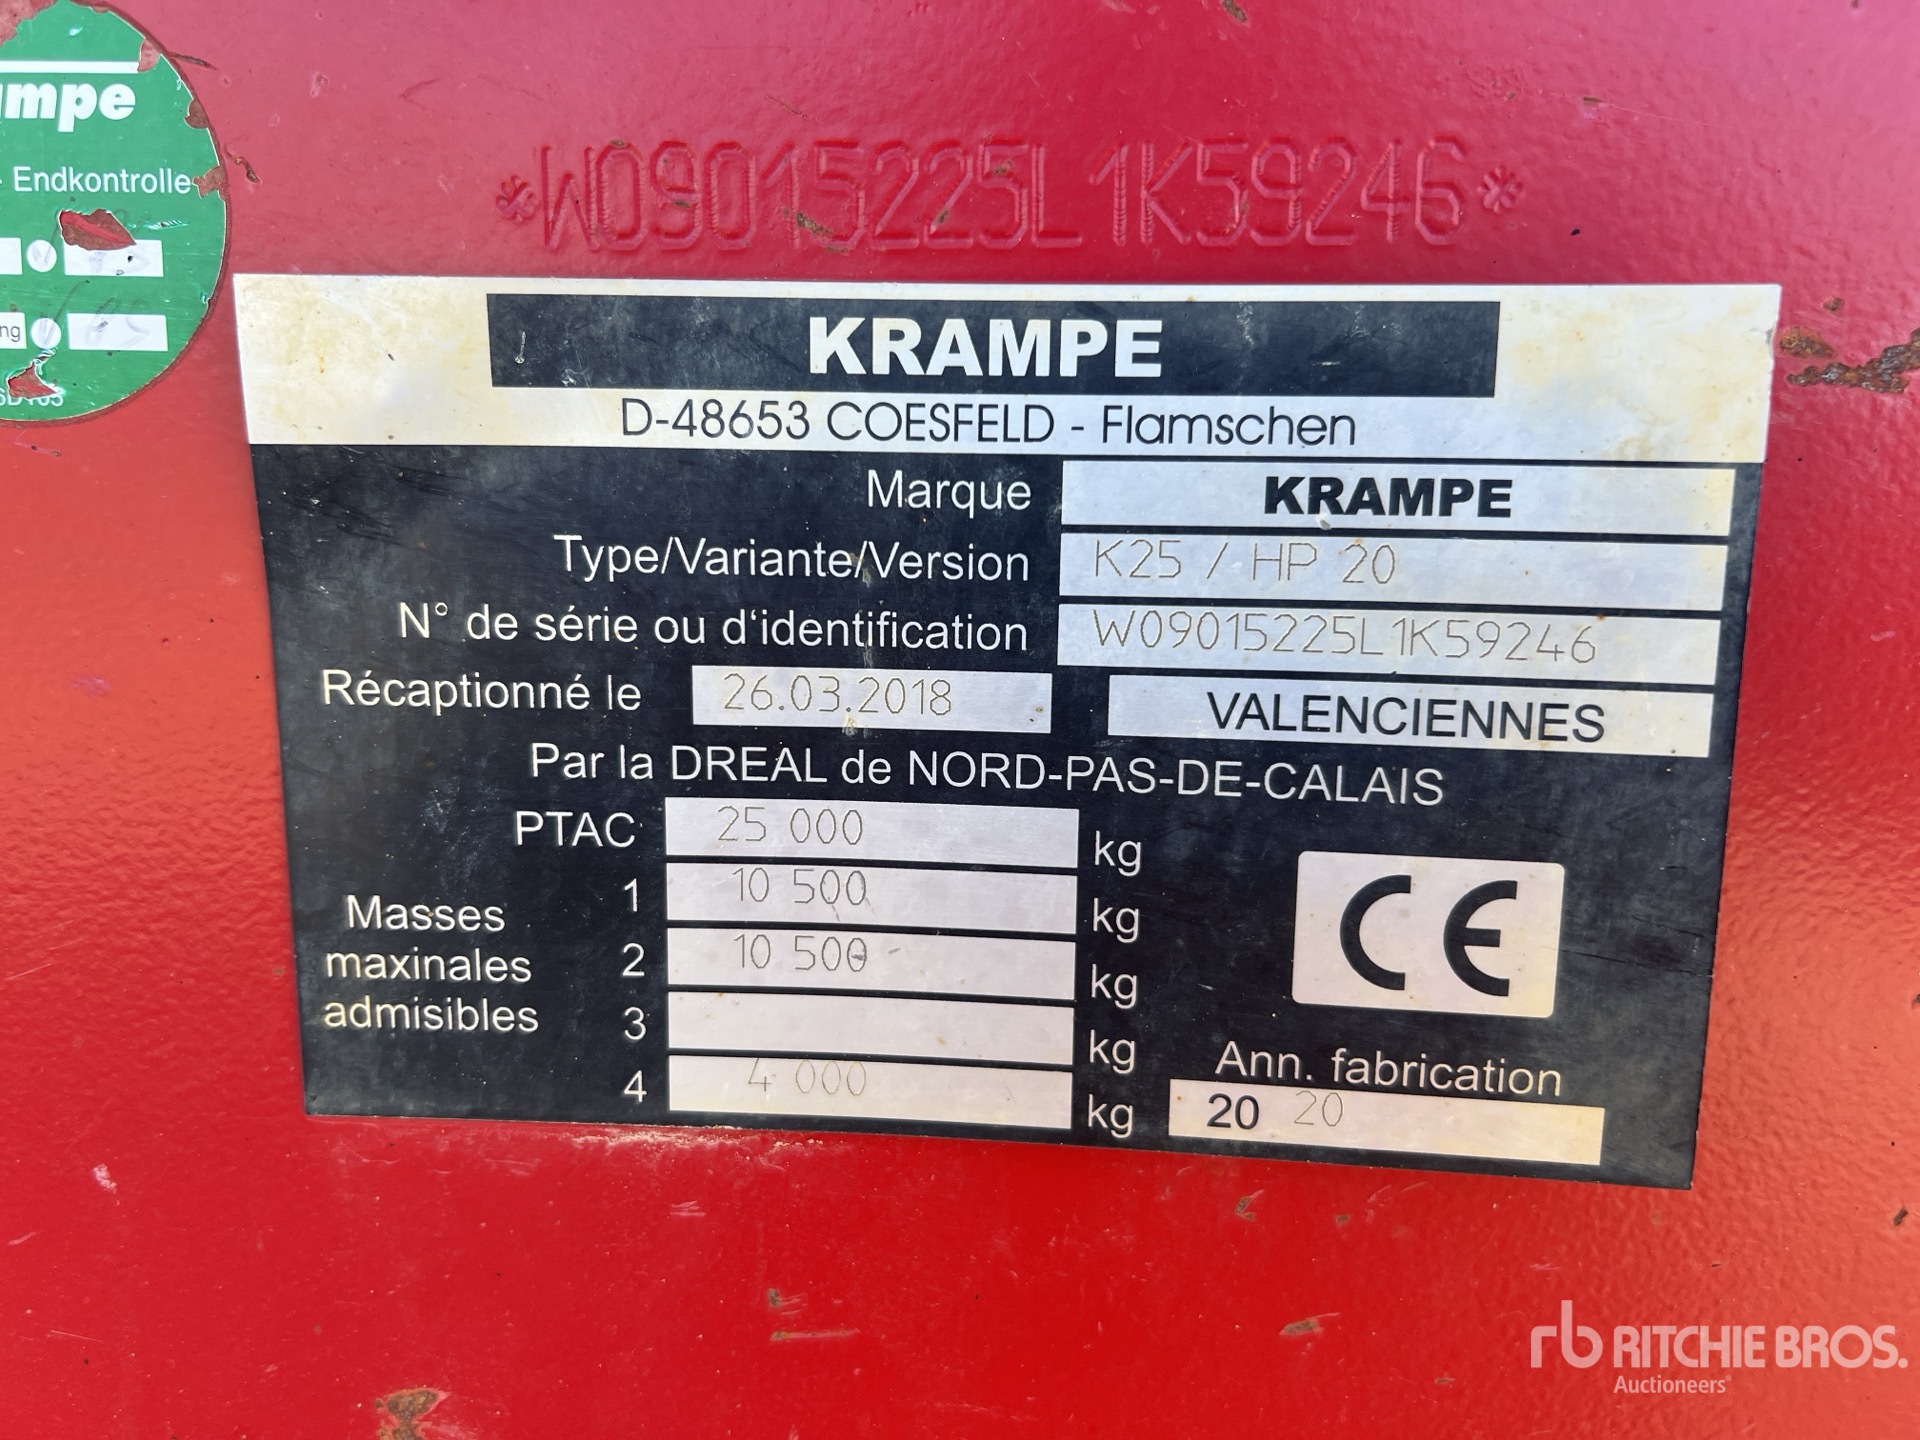 *W09015225L1K59246*
Endkontrolle
KRAMPE
D-48653 COESFELD - Flamschen
Marque KRAMPE
Type/Variante/Version K25 / HP 20
N° de série ou d'identification W09015225L1K59246
Récaptionné le 26.03.2018 VALENCIENNES
Par la DREAL de NORD-PAS-DE-CALAIS
PTAC 25 000 kg
Masses maxinales admisibles
1 10 500 kg
2 10 500 kg
3 kg
4 4 000 kg
CE
Ann. fabrication
20 20
rb RITCHIE BROS.
Auctioneers